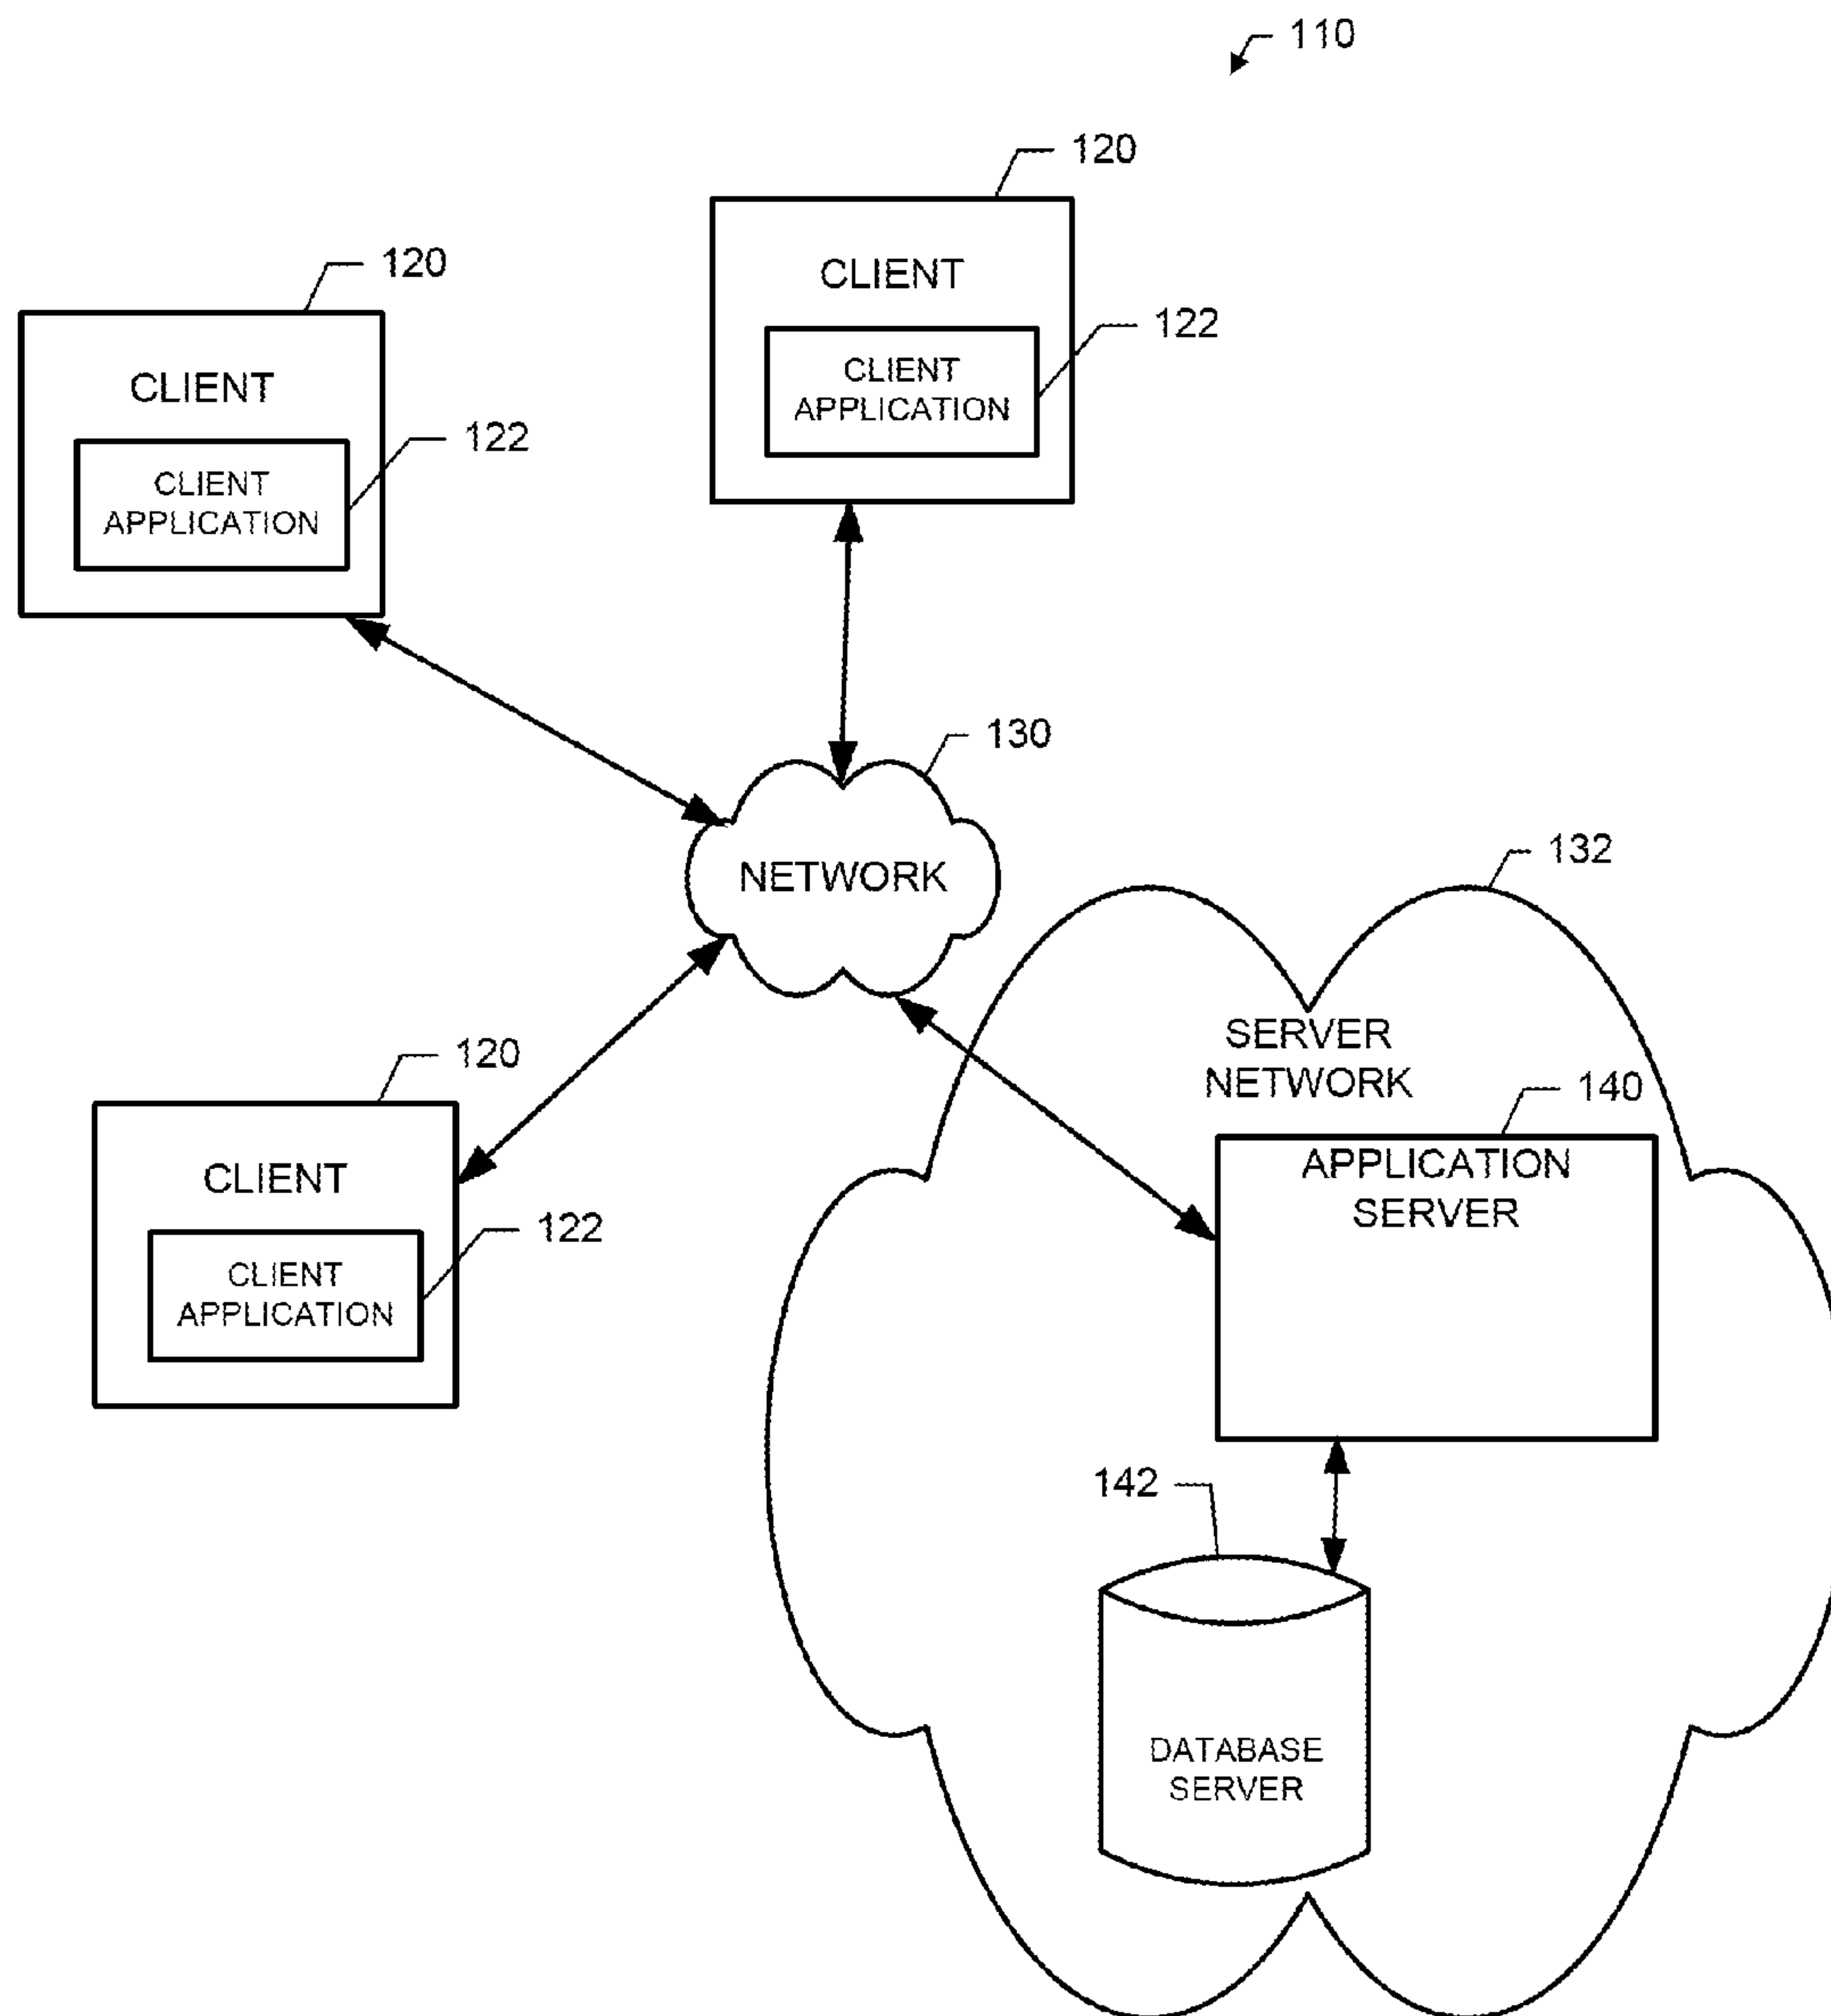 110
120
CLIENT
122
CLIENT
APPLICATION
120
CLIENT
122
CLIENT
APPLICATION
130
NETWORK
132
SERVER
NETWORK
120
CLIENT
122
CLIENT
APPLICATION
140
APPLICATION
SERVER
142
DATABASE
SERVER